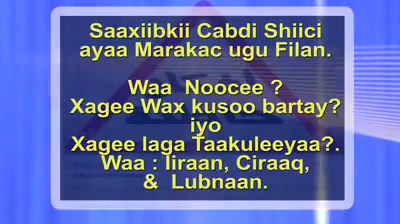 Saaxiibkii Cabdi Shiici
ayaa Marakac ugu Filan.
Waa Noocee ?
Xagee Wax kusoo bartay?
iyo
Xagee laga Taakuleeyaa?.
Waa : Iiraan, Ciraaq,
& Lubnaan.